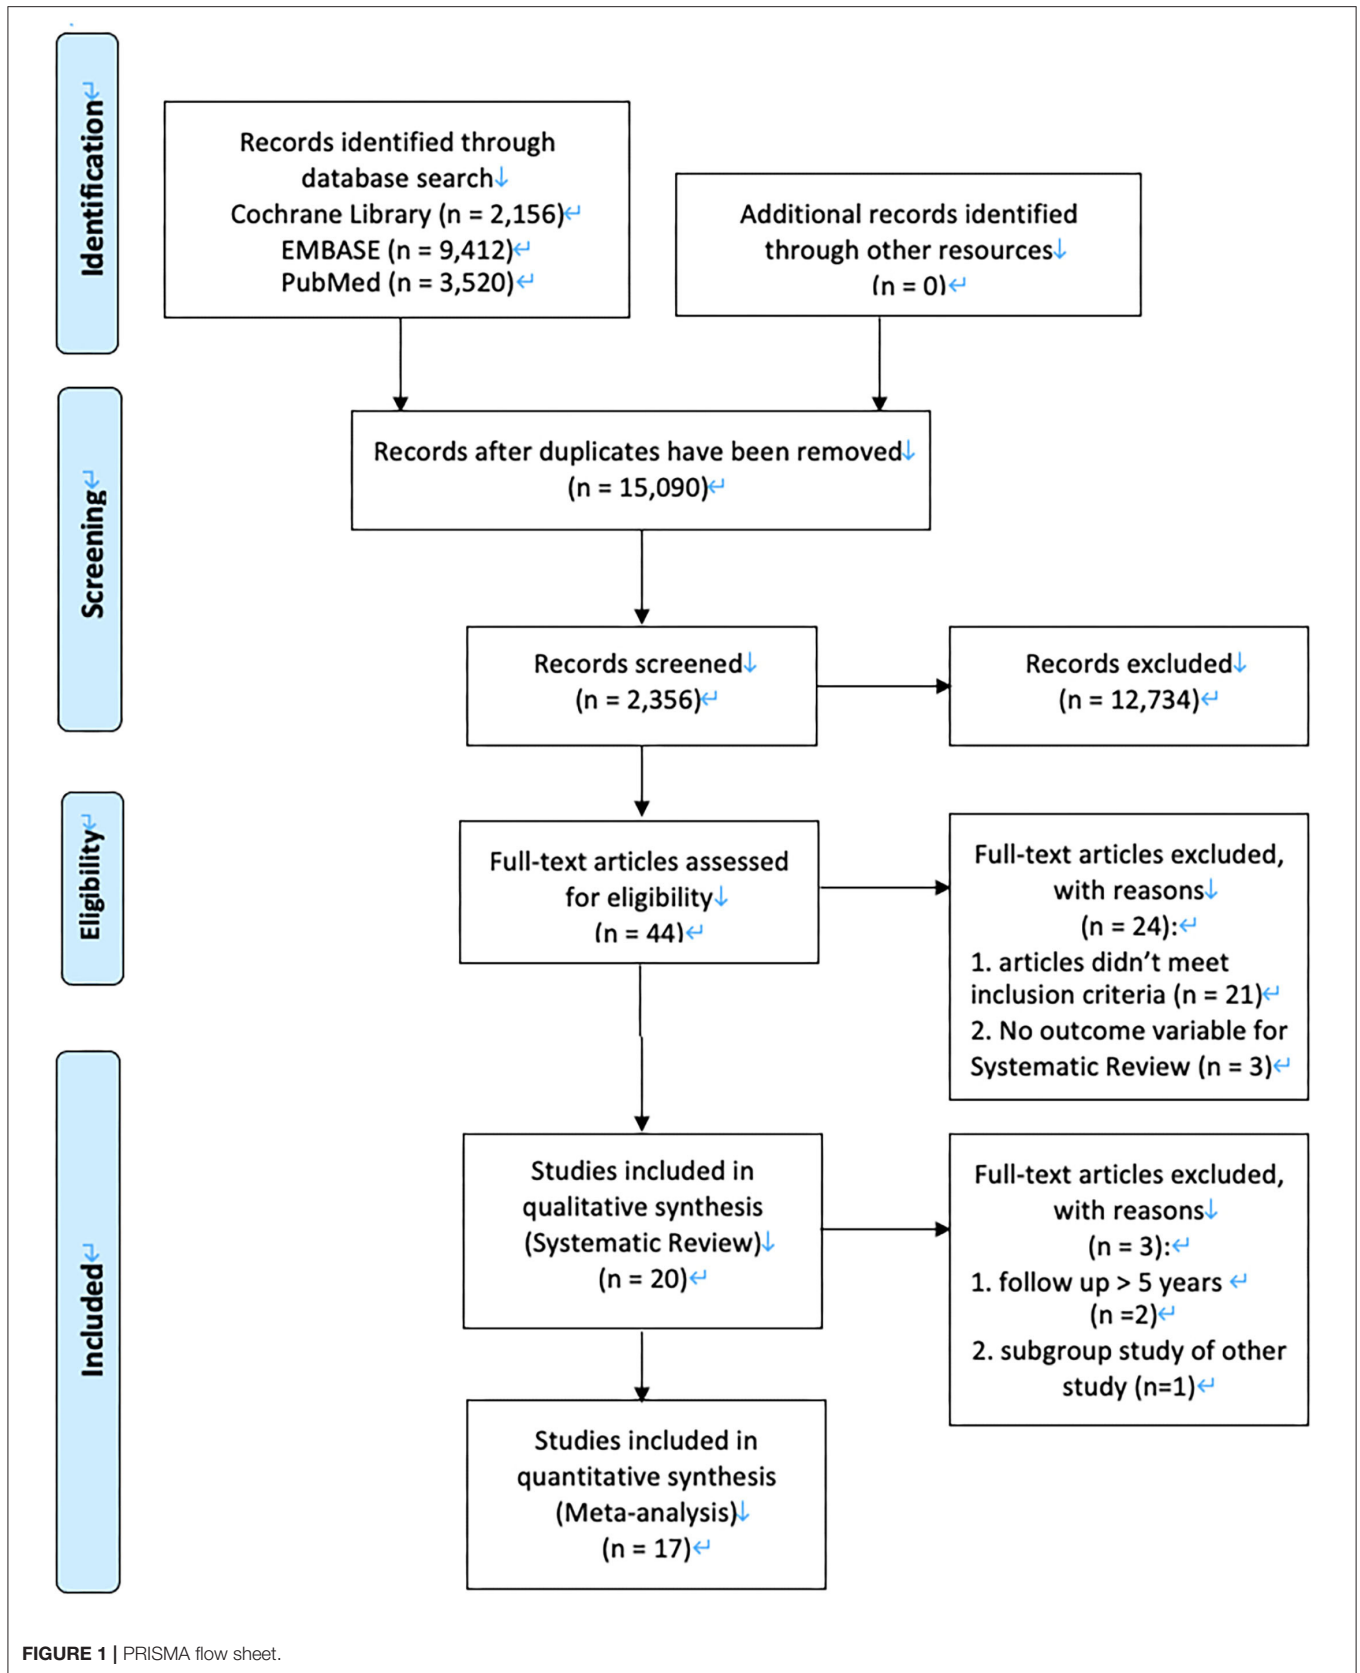 Identification↵
Records identified through
database search↓
Cochrane Library (n = 2,156)↵
EMBASE (n = 9,412)↵
PubMed (n = 3,520)↵
Additional records identified
through other resources↓
(n = 0)↵
Screening↵
Records after duplicates have been removed↓
(n = 15,090)↵
Records screened↓
(n = 2,356)↵
Records excluded↓
(n = 12,734)↵
Eligibility↵
Full-text articles assessed
for eligibility↓
(n = 44)↵
Full-text articles excluded,
with reasons↓
(n = 24):↵
1. articles didn't meet
inclusion criteria (n = 21)↵
2. No outcome variable for
Systematic Review (n = 3)↵
Included↵
Studies included in
qualitative synthesis
(Systematic Review)↓
(n = 20)↵
Full-text articles excluded,
with reasons↓
(n = 3):↵
1. follow up > 5 years ↵
(n =2)↵
2. subgroup study of other
study (n=1)↵
Studies included in
quantitative synthesis
(Meta-analysis)↓
(n = 17)↵
FIGURE 1 | PRISMA flow sheet.